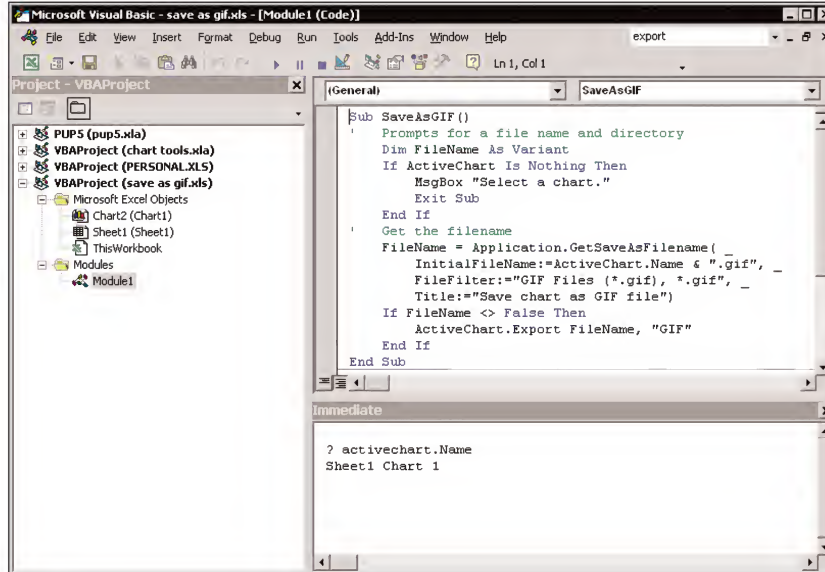 Microsoft Visual Basic - save as gif.xls - [Module1 (Code)]
File Edit View Insert Format Debug Run Tools Add-Ins Window Help export
Ln 1, Col 1
Project - VBAProject
PUP5 (pup5.xla)
VBAProject (chart tools.xla)
VBAProject (PERSONAL.XLS)
VBAProject (save as gif.xls)
Microsoft Excel Objects
Chart2 (Chart1)
Sheet1 (Sheet1)
ThisWorkbook
Modules
Module1
(General) SaveAsGIF
Sub SaveAsGIF()
' Prompts for a file name and directory
Dim FileName As Variant
If ActiveChart Is Nothing Then
MsgBox "Select a chart."
Exit Sub
End If
' Get the filename
FileName = Application.GetSaveAsFilename( _
InitialFileName:=ActiveChart.Name & ".gif", _
FileFilter:="GIF Files (*.gif), *.gif", _
Title:="Save chart as GIF file")
If FileName <> False Then
ActiveChart.Export FileName, "GIF"
End If
End Sub
Immediate
? activechart.Name
Sheet1 Chart 1